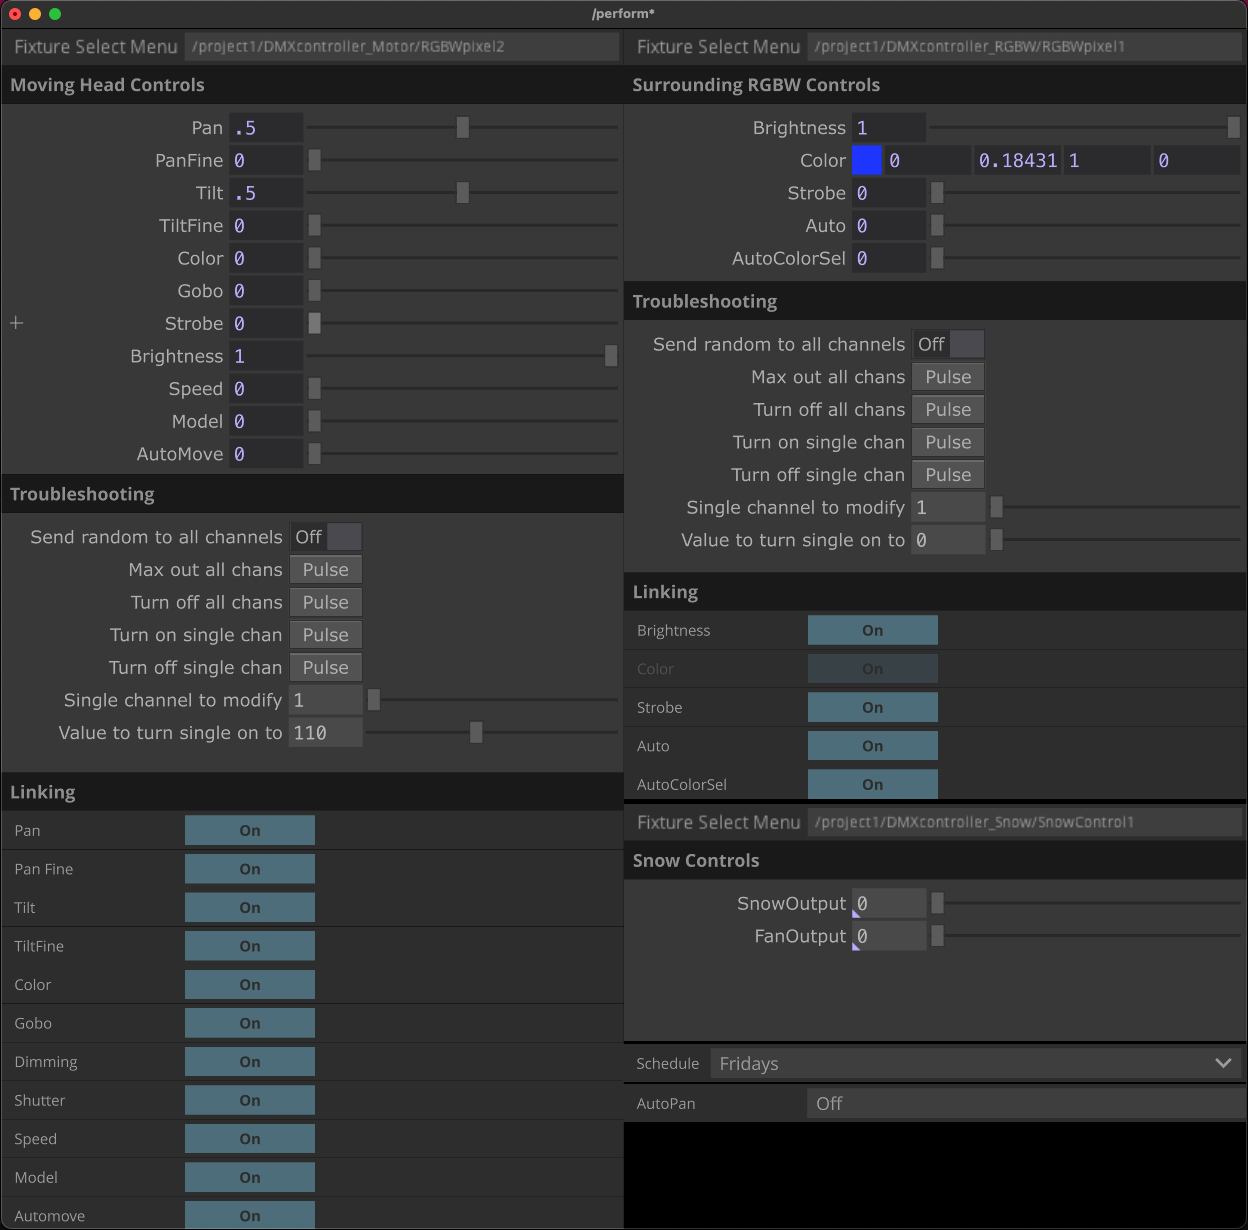 /perform*
Fixture Select Menu /project1/DMXcontroller_Motor/RGBWpixel2
Moving Head Controls
Pan .5
PanFine 0
Tilt .5
TiltFine 0
Color 0
Gobo 0
Strobe 0
Brightness 1
Speed 0
Model 0
AutoMove 0
Troubleshooting
Send random to all channels Off
Max out all chans Pulse
Turn off all chans Pulse
Turn on single chan Pulse
Turn off single chan Pulse
Single channel to modify 1
Value to turn single on to 110
Linking
Pan On
Pan Fine On
Tilt On
TiltFine On
Color On
Gobo On
Dimming On
Shutter On
Speed On
Model On
Automove On
Fixture Select Menu /project1/DMXcontroller_RGBW/RGBWpixel1
Surrounding RGBW Controls
Brightness 1
Color 0 0.18431 1 0
Strobe 0
Auto 0
AutoColorSel 0
Troubleshooting
Send random to all channels Off
Max out all chans Pulse
Turn off all chans Pulse
Turn on single chan Pulse
Turn off single chan Pulse
Single channel to modify 1
Value to turn single on to 0
Linking
Brightness On
Color On
Strobe On
Auto On
AutoColorSel On
Fixture Select Menu /project1/DMXcontroller_Snow/SnowControl1
Snow Controls
SnowOutput 0
FanOutput 0
Schedule Fridays
AutoPan Off